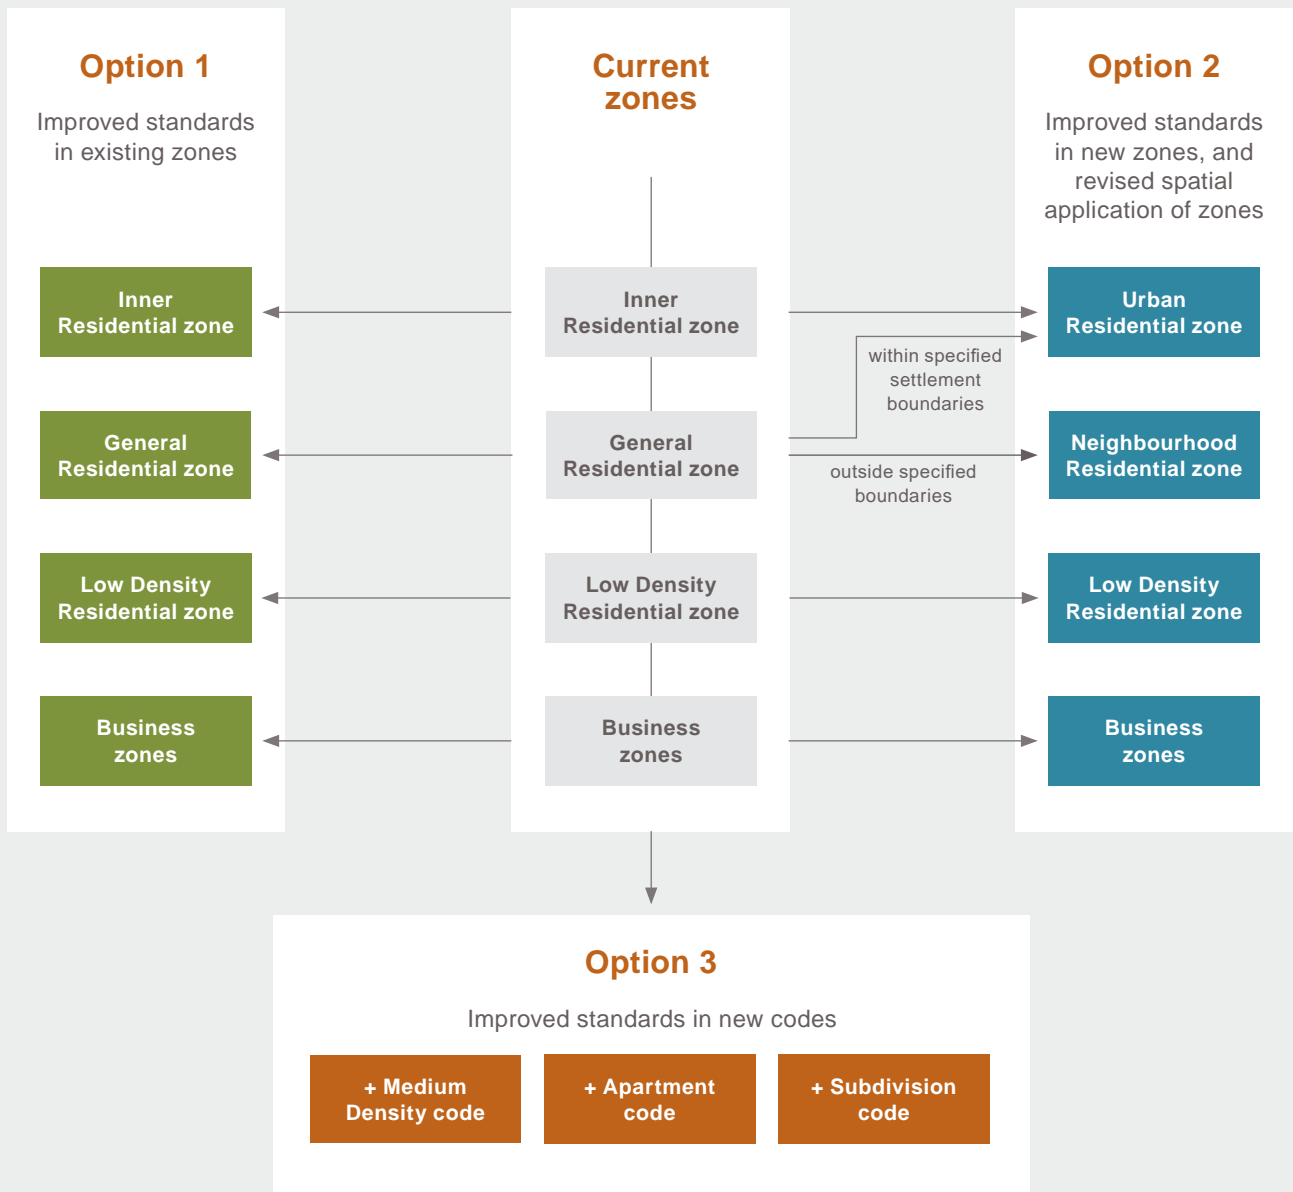 Option 1
Improved standards
in existing zones
Inner
Residential zone
General
Residential zone
Low Density
Residential zone
Business
zones
Current
zones
Inner
Residential zone
General
Residential zone
Low Density
Residential zone
Business
zones
within specified
settlement
boundaries
outside specified
boundaries
Option 2
Improved standards
in new zones, and
revised spatial
application of zones
Urban
Residential zone
Neighbourhood
Residential zone
Low Density
Residential zone
Business
zones
Option 3
Improved standards in new codes
+ Medium
Density code
+ Apartment
code
+ Subdivision
code